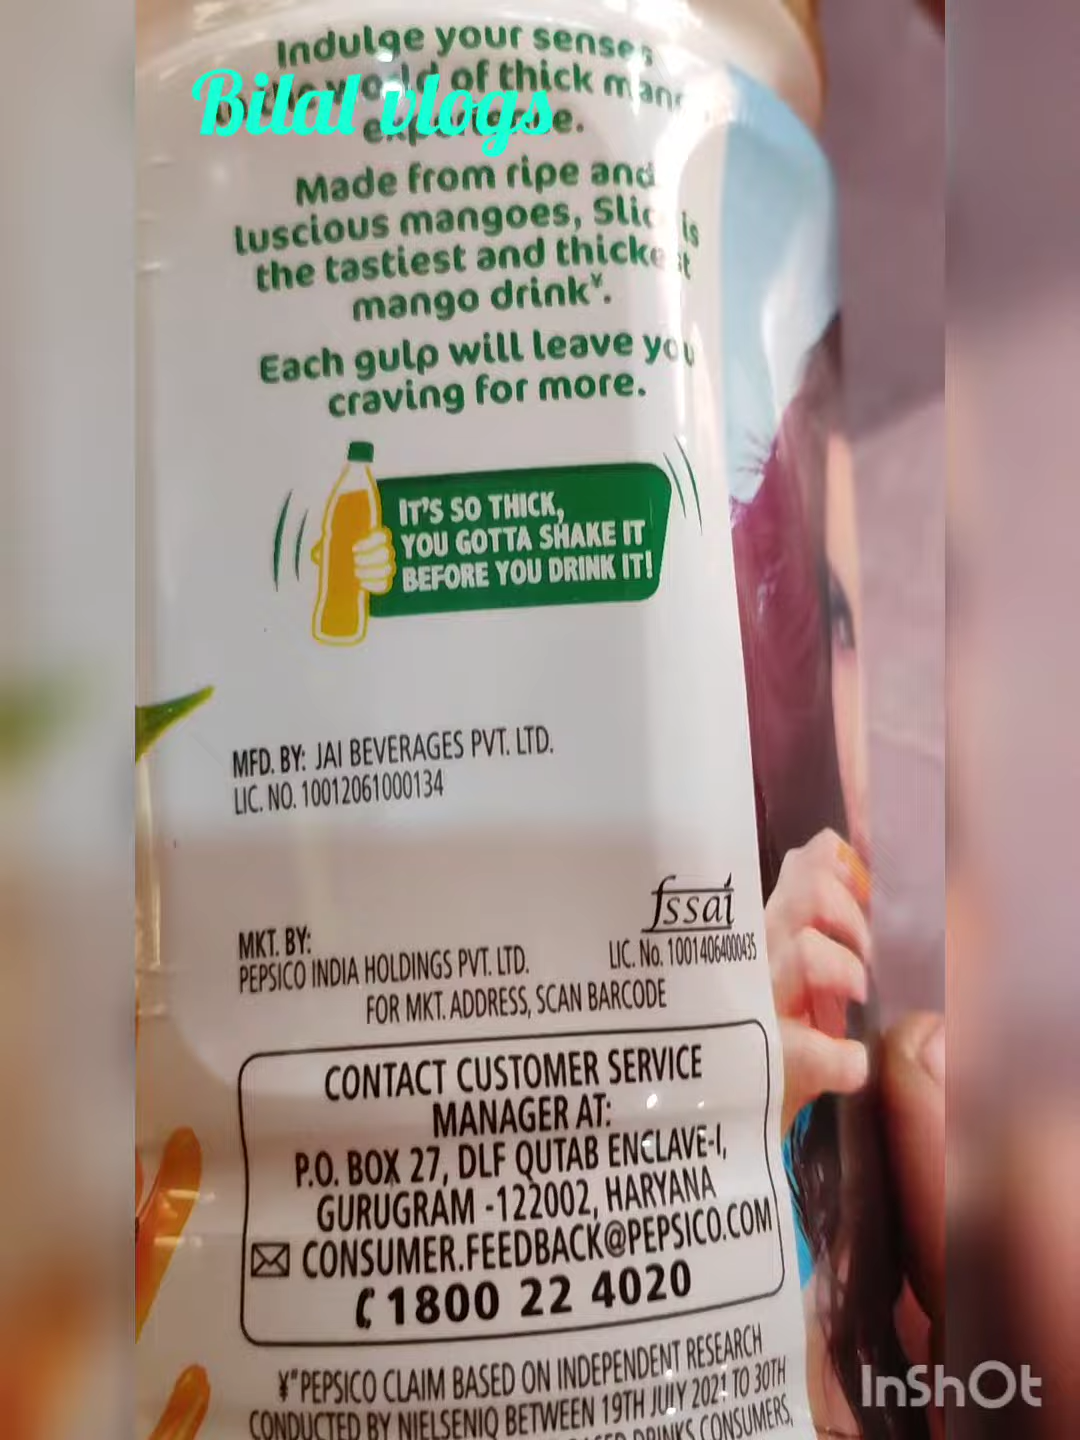 Indulge your senses
world of thick
Bilal vlogs
Made from ripe and
luscious mangoes, is
the tastiest and thickest
mango drink¥.
Each gulp will leave you
craving for more.
IT'S SO THICK,
YOU GOTTA SHAKE IT
BEFORE YOU DRINK IT!
MFD. BY: JAI BEVERAGES PVT. LTD.
LIC. NO. 10012061000134
fssai
MKT. BY:
PEPSICO INDIA HOLDINGS PVT. LTD.
LIC. No. 10014064000435
FOR MKT. ADDRESS, SCAN BARCODE
CONTACT CUSTOMER SERVICE
MANAGER AT:
P.O. BOX 27, DLF QUTAB ENCLAVE-I,
GURUGRAM -122002, HARYANA
CONSUMER.FEEDBACK@PEPSICO.COM
1800 22 4020
¥"PEPSICO CLAIM BASED ON INDEPENDENT RESEARCH
CONDUCTED BY NIELSENIQ BETWEEN 19TH JULY 2021 TO 30TH
DRINKS CONSUMERS,
InShOt